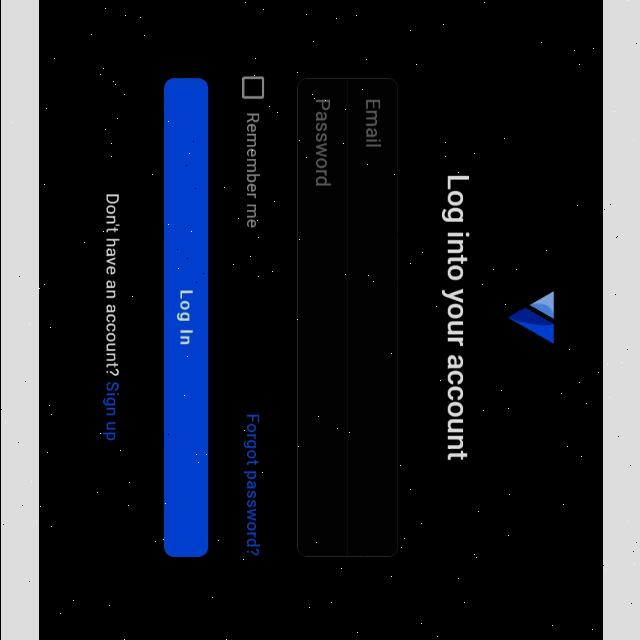 Log into your account
Email
Password
Remember me
Forgot password?
Log In
Don't have an account? Sign up